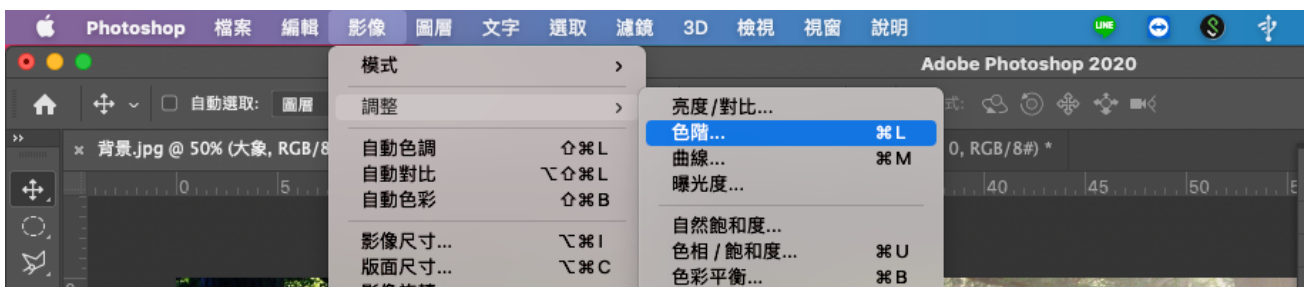 Photoshop 檔案 編輯 影像 圖層 文字 選取 濾鏡 3D 檢視 視窗 說明 LINE S
模式 >
Adobe Photoshop 2020
自動選取: 圖層
調整 >
亮度/對比...
式:
色階... ⌘L
× 背景.jpg @ 50% (大象, RGB/8
自動色調 ⇧⌘L
曲線... ⌘M
0, RGB/8#) *
自動對比 ⌥⇧⌘L
曝光度...
0 5
自動色彩 ⇧⌘B
40 45 50
自然飽和度...
影像尺寸... ⌥⌘I
色相 / 飽和度... ⌘U
版面尺寸... ⌥⌘C
色彩平衡... ⌘B
0